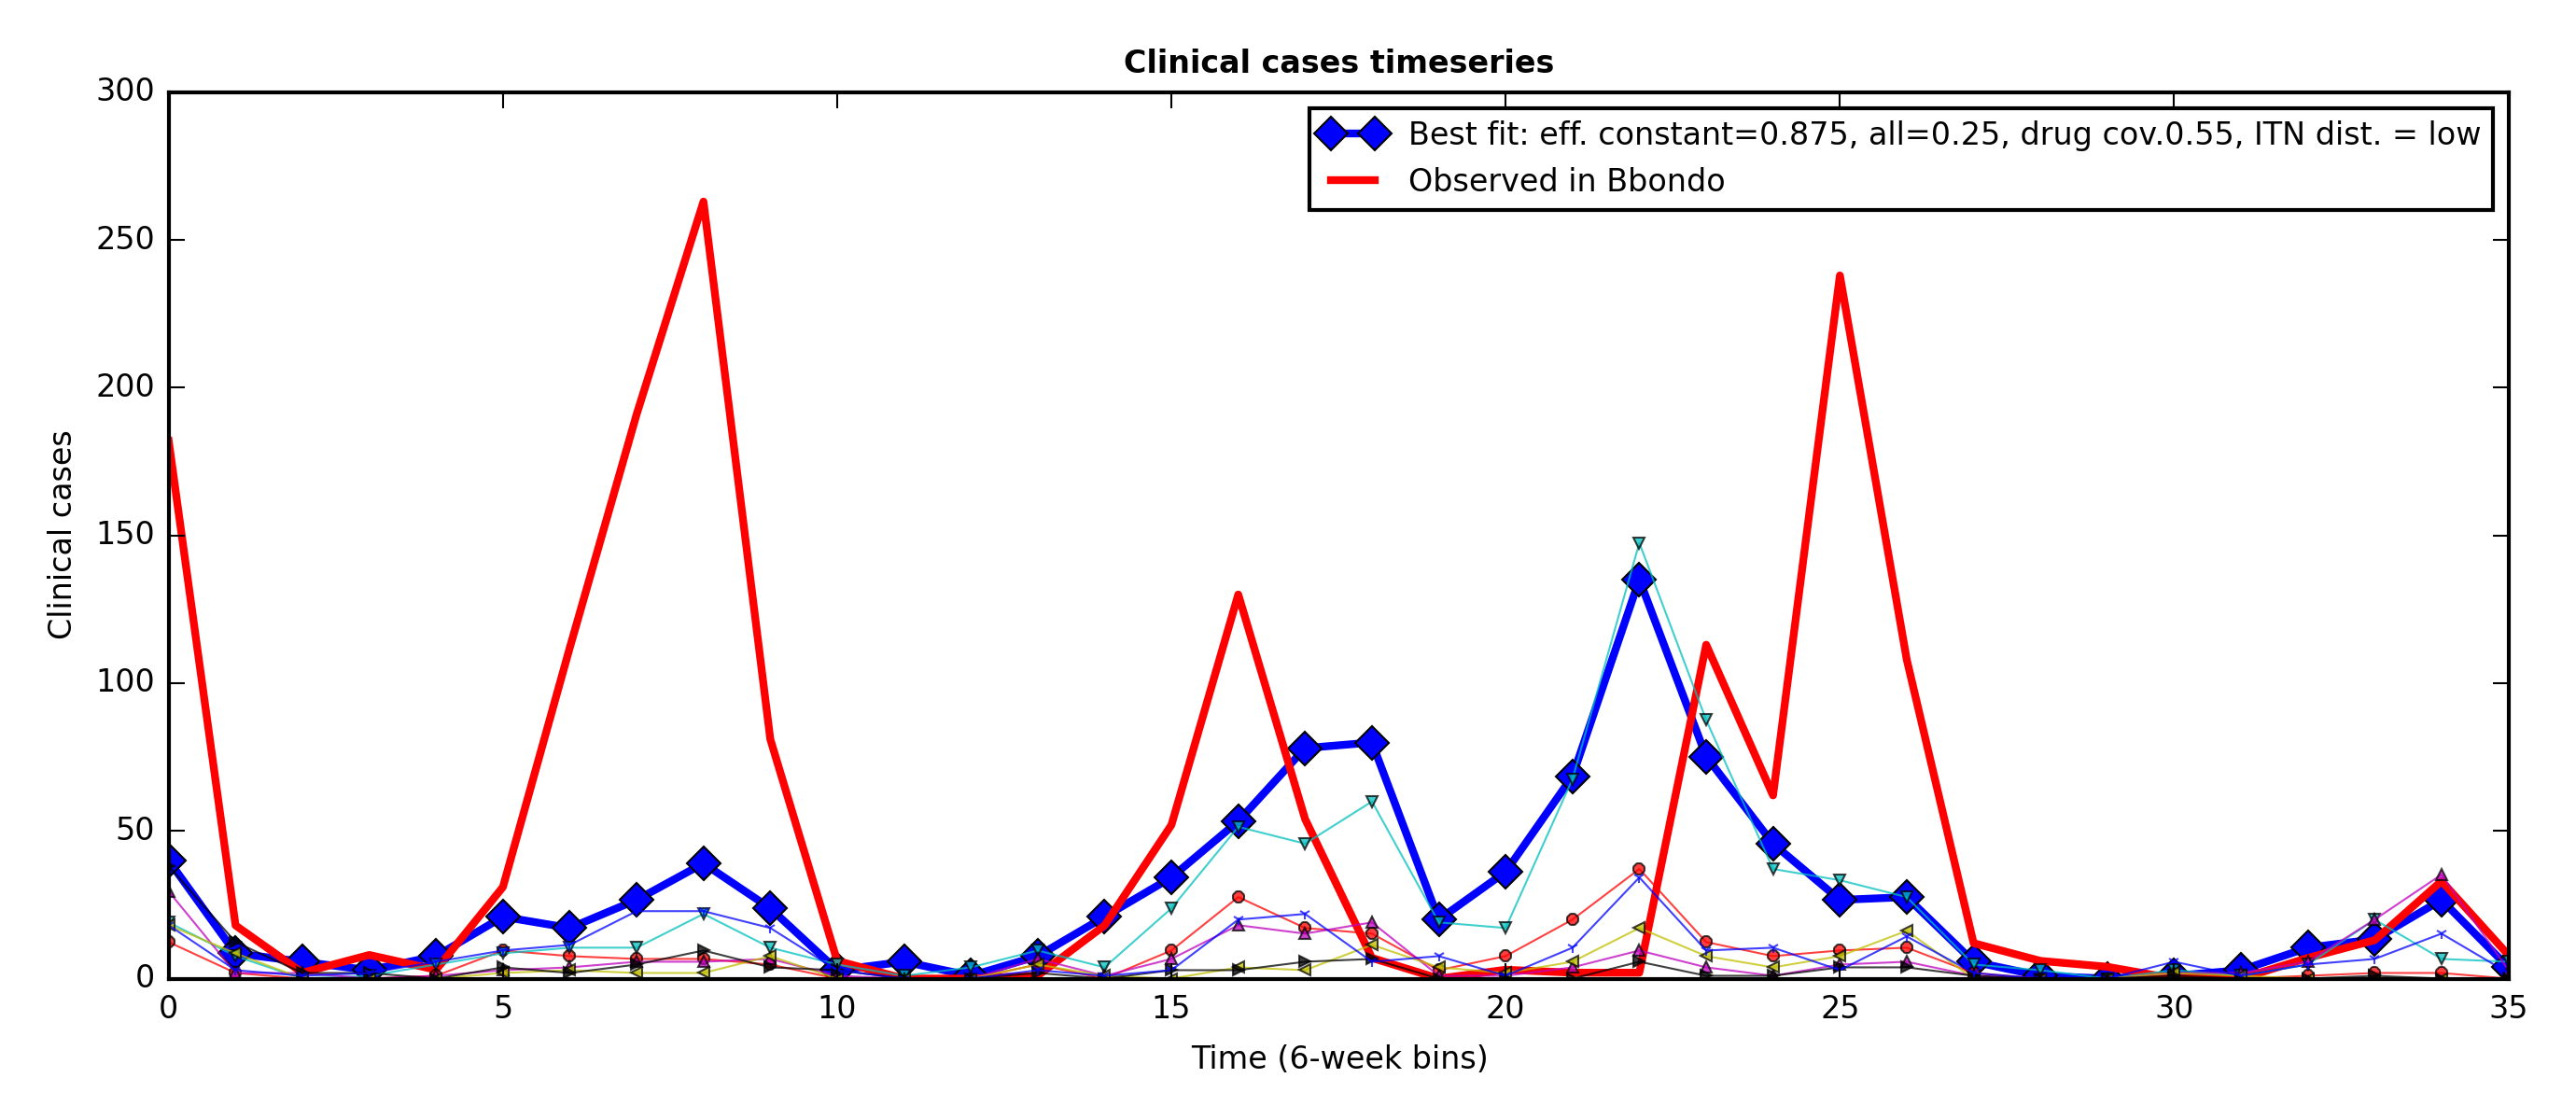 Clinical cases timeseries
Best fit: eff. constant=0.875, all=0.25, drug cov.0.55, ITN dist. = low
Observed in Bbondo
300
250
200
150
100
50
0
Clinical cases
0 5 10 15 20 25 30 35
Time (6-week bins)